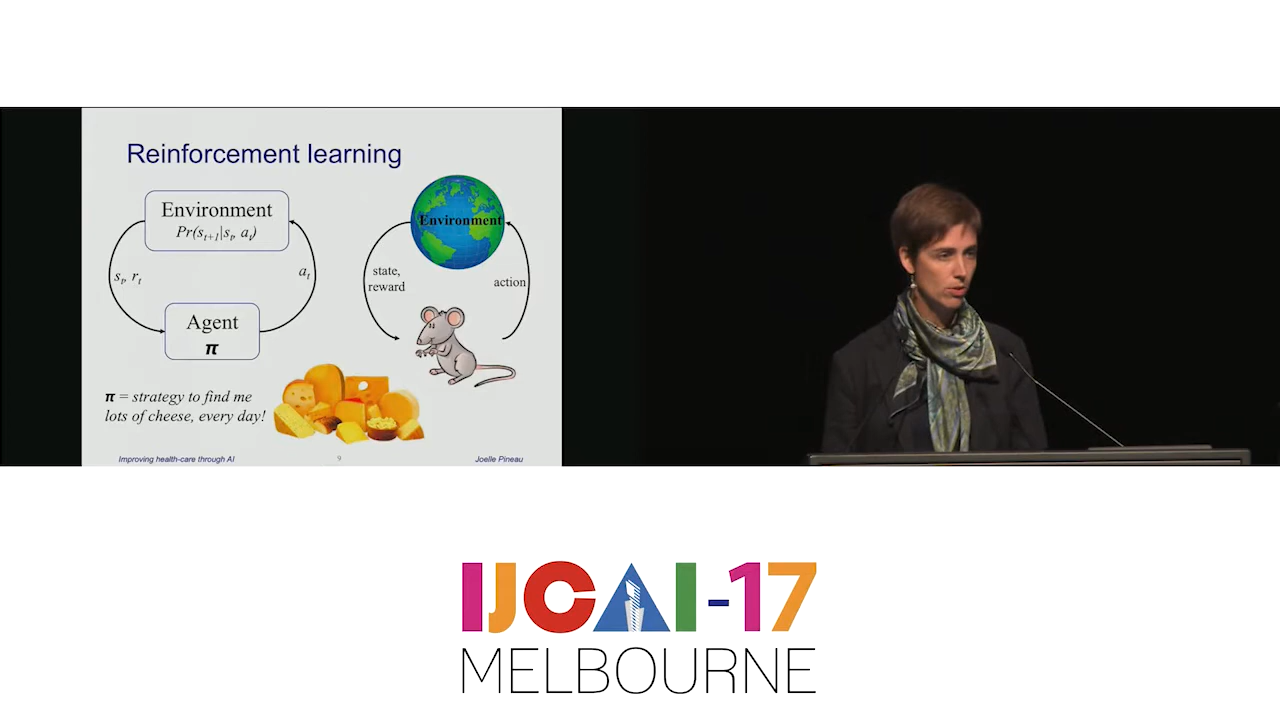 Reinforcement learning
Environment
Pr(sₜ₊₁|sₜ, aₜ)
sₜ, rₜ
aₜ
Agent
π
π = strategy to find me
lots of cheese, every day!
Environment
state,
reward
action
Improving health-care through AI
9
Joelle Pineau
IJCAI-17
MELBOURNE